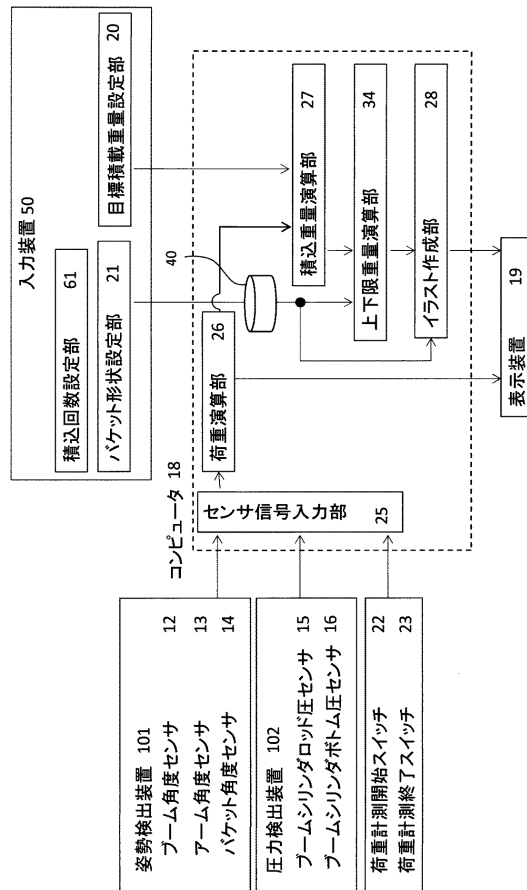 入力装置 50
積込回数設定部 61
バケット形状設定部 21
目標積載重量設定部 20
40
コンピュータ 18
センサ信号入力部 25
荷重演算部 26
積込重量演算部 27
上下限重量演算部 34
イラスト作成部 28
表示装置 19
姿勢検出装置 101
ブーム角度センサ 12
アーム角度センサ 13
バケット角度センサ 14
圧力検出装置 102
ブームシリンダロッド圧センサ 15
ブームシリンダボトム圧センサ 16
荷重計測開始スイッチ 22
荷重計測終了スイッチ 23